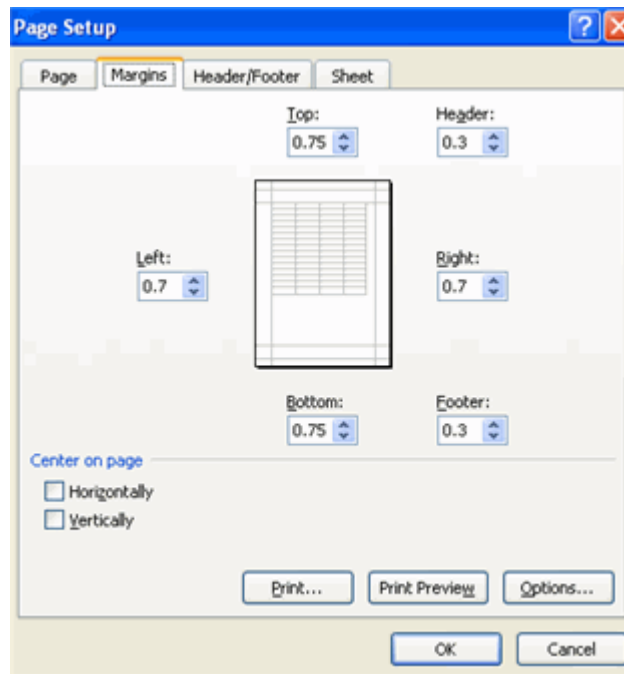 Page Setup
Page Margins Header/Footer Sheet
Top: Header:
0.75 0.3
Left: Right:
0.7 0.7
Bottom: Footer:
0.75 0.3
Center on page
Horizontally
Vertically
Print... Print Preview Options...
OK Cancel